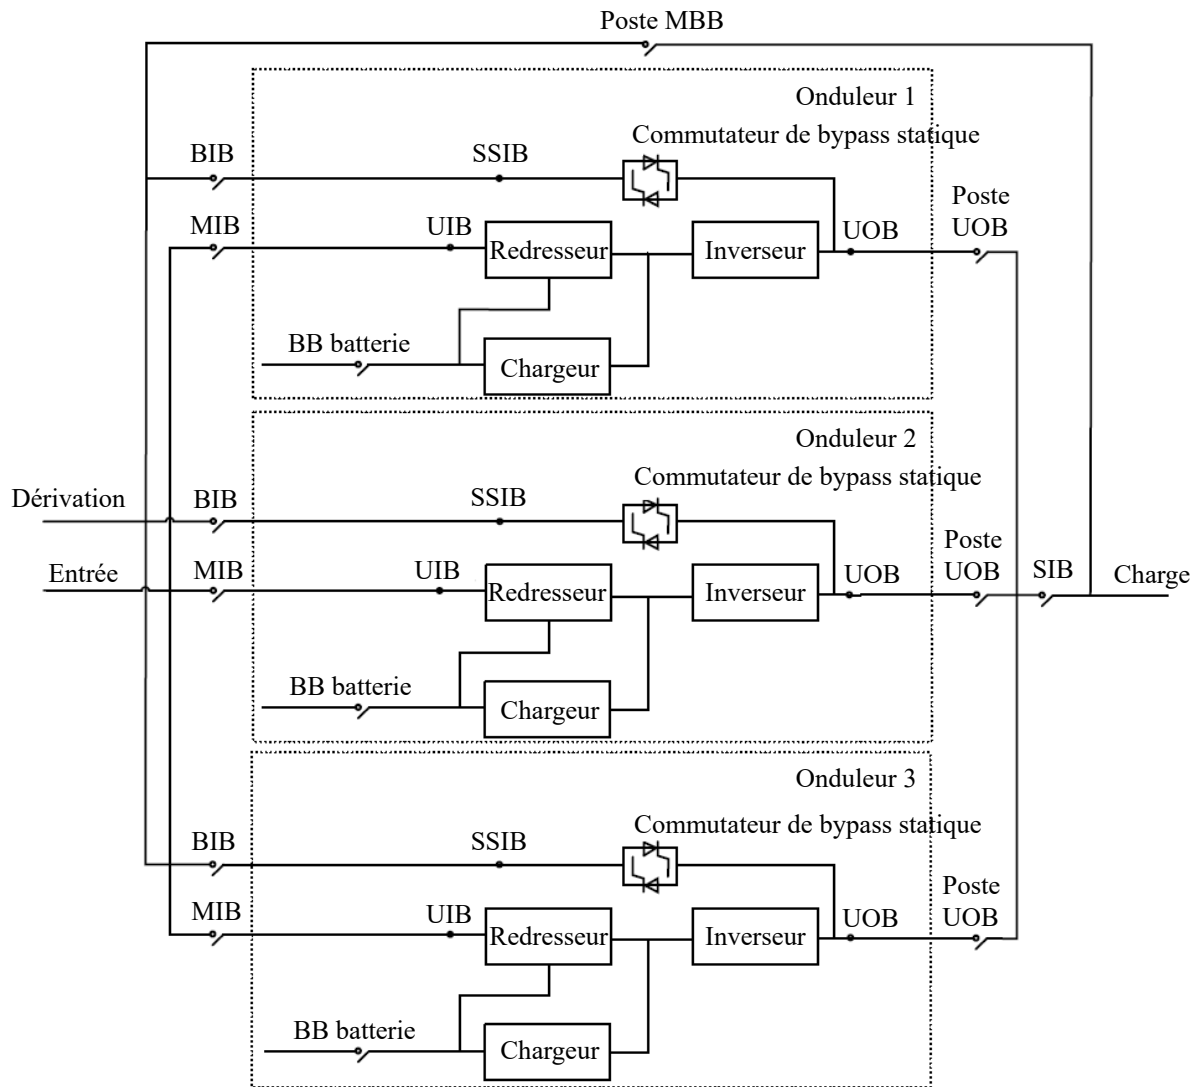 Poste MBB
Onduleur 1
Commutateur de bypass statique
BIB
SSIB
Poste
UOB
MIB
UIB
UOB
Redresseur
Inverseur
BB batterie
Chargeur
Onduleur 2
Commutateur de bypass statique
Dérivation
BIB
SSIB
Poste
UOB
Entrée
MIB
UIB
UOB
SIB
Charge
Redresseur
Inverseur
BB batterie
Chargeur
Onduleur 3
Commutateur de bypass statique
BIB
SSIB
Poste
UOB
MIB
UIB
UOB
Redresseur
Inverseur
BB batterie
Chargeur